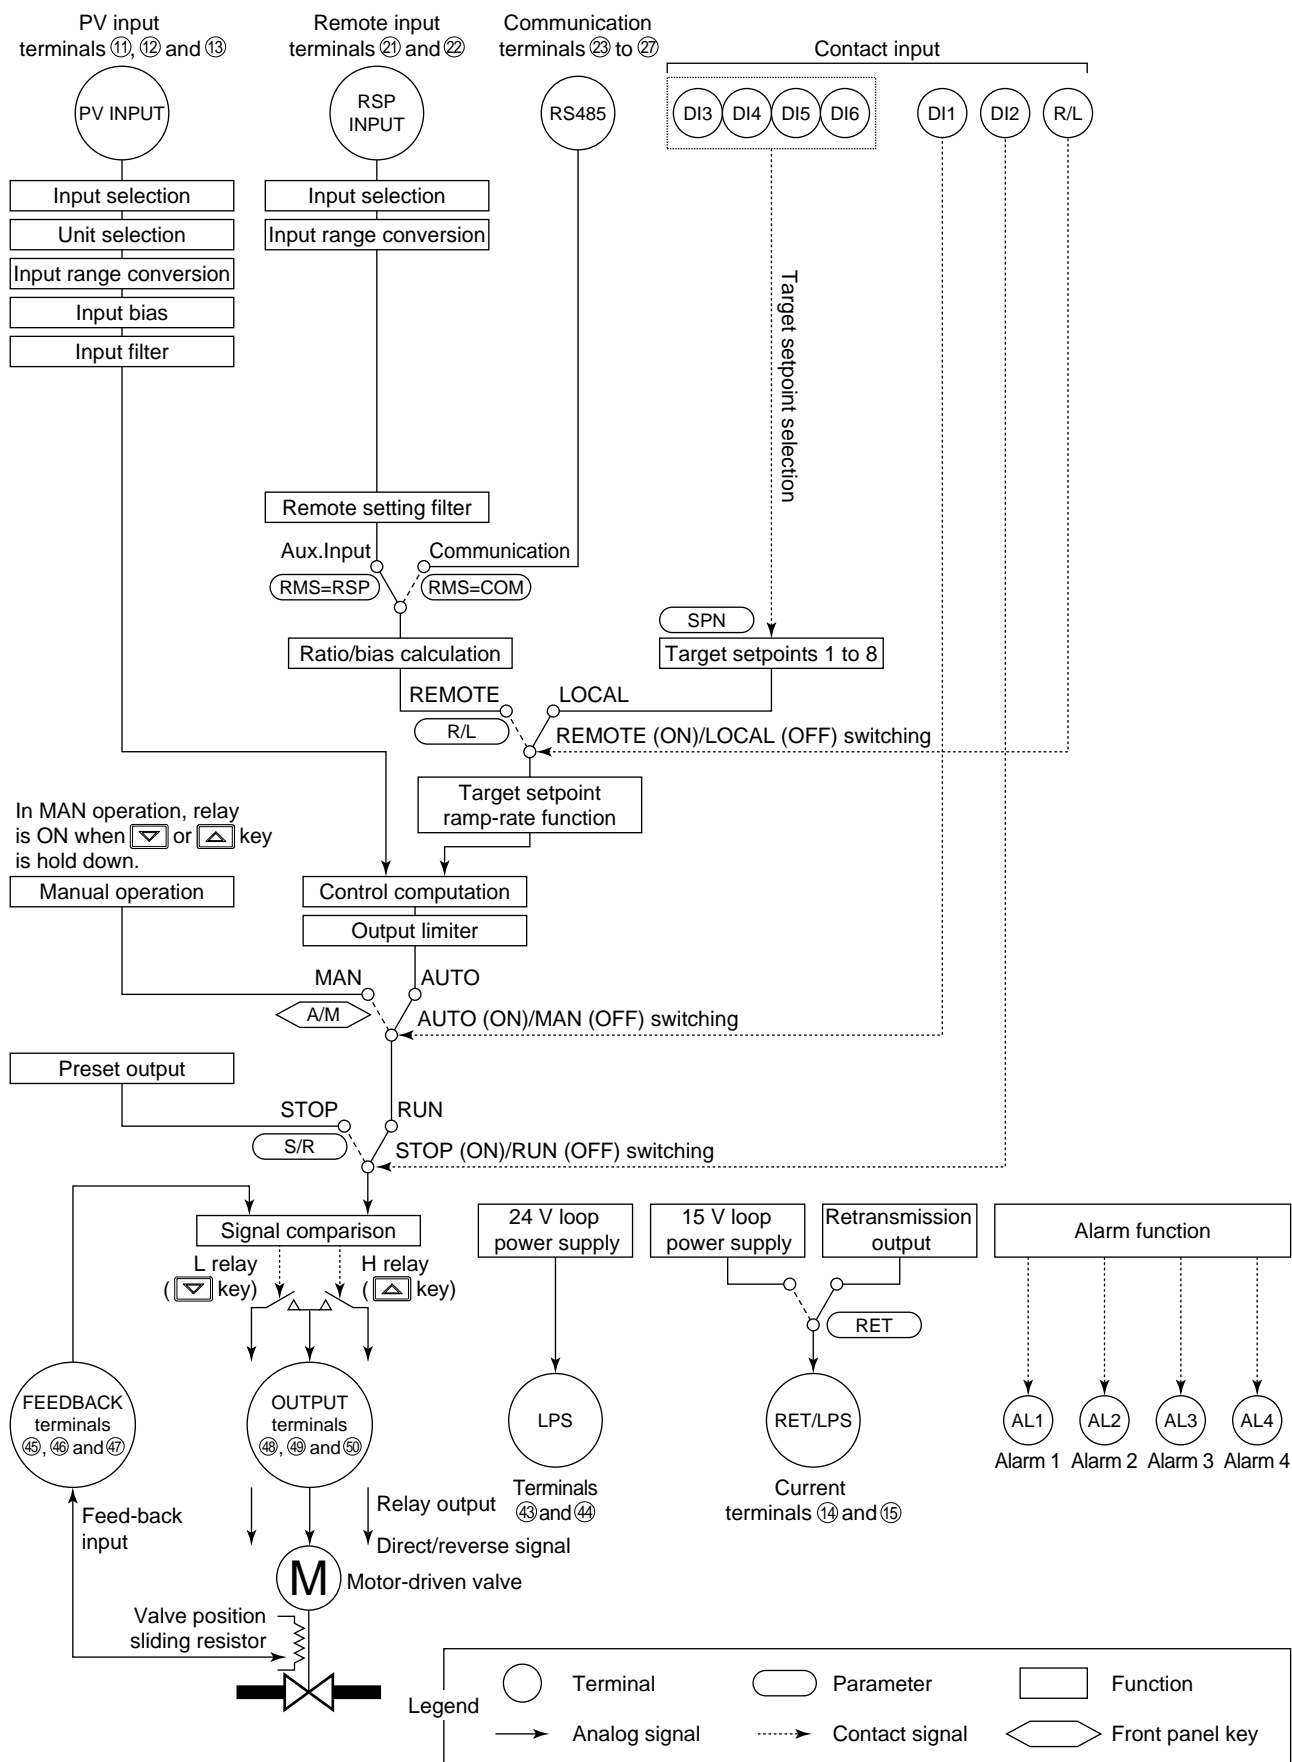 PV input
terminals ⑪, ⑫ and ⑬
Remote input
terminals ㉑ and ㉒
Communication
terminals ㉓ to ㉗
Contact input
PV INPUT
RSP
INPUT
RS485
DI3
DI4
DI5
DI6
DI1
DI2
R/L
Input selection
Unit selection
Input range conversion
Input bias
Input filter
Input selection
Input range conversion
Target setpoint selection
Remote setting filter
Aux.Input
Communication
RMS=RSP
RMS=COM
SPN
Ratio/bias calculation
Target setpoints 1 to 8
REMOTE
LOCAL
R/L
REMOTE (ON)/LOCAL (OFF) switching
Target setpoint
ramp-rate function
In MAN operation, relay
is ON when ▽ or △ key
is hold down.
Manual operation
Control computation
Output limiter
MAN
AUTO
A/M
AUTO (ON)/MAN (OFF) switching
Preset output
STOP
RUN
S/R
STOP (ON)/RUN (OFF) switching
Signal comparison
24 V loop
power supply
15 V loop
power supply
Retransmission
output
Alarm function
L relay
( ▽ key)
H relay
( △ key)
RET
FEEDBACK
terminals
㊺, ㊻ and ㊼
OUTPUT
terminals
㊽, ㊾ and ㊿
LPS
RET/LPS
AL1
AL2
AL3
AL4
Alarm 1
Alarm 2
Alarm 3
Alarm 4
Terminals
㊸ and ㊹
Current
terminals ⑭ and ⑮
Feed-back
input
Relay output
Direct/reverse signal
M
Motor-driven valve
Valve position
sliding resistor
Legend
Terminal
Parameter
Function
Analog signal
Contact signal
Front panel key